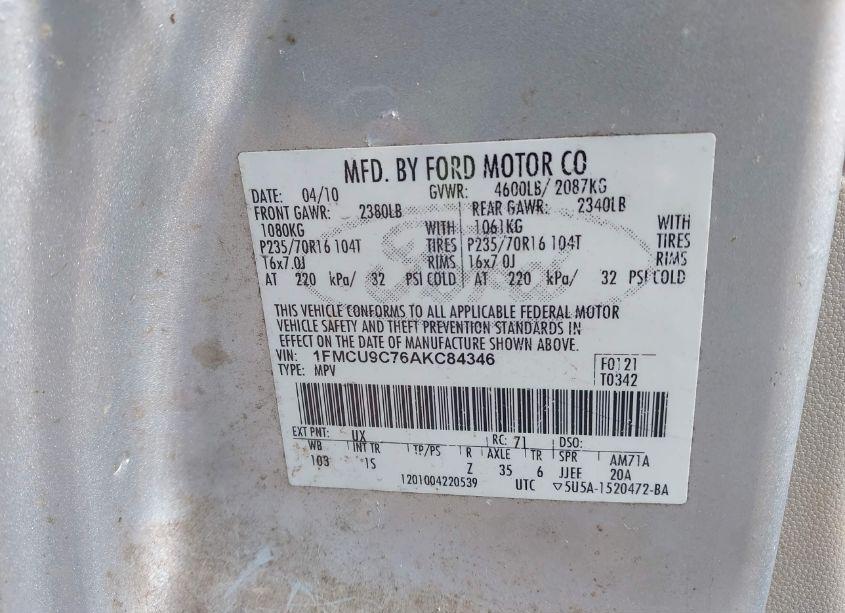 MFD. BY FORD MOTOR CO
DATE: 04/10 GVWR: 4600LB/ 2087KG
FRONT GAWR: 2380LB REAR GAWR: 2340LB
1080KG WITH 1061KG WITH
P235/70R16 104T TIRES P235/70R16 104T TIRES
16x7.0J RIMS 16x7.0J RIMS
AT 220 kPa/ 32 PSI COLD AT 220 kPa/ 32 PSI COLD
THIS VEHICLE CONFORMS TO ALL APPLICABLE FEDERAL MOTOR
VEHICLE SAFETY AND THEFT PREVENTION STANDARDS IN
EFFECT ON THE DATE OF MANUFACTURE SHOWN ABOVE.
VIN: 1FMCU9C76AKC84346 F0121
TYPE: MPV T0342
EXT PNT: UX RC: 71 DSO:
WB INT TR TP/PS R AXLE TR SPR AM71A
103 1S Z 35 6 JJEF 20A
1201004220539 UTC ▽5U5A-1520472-BA